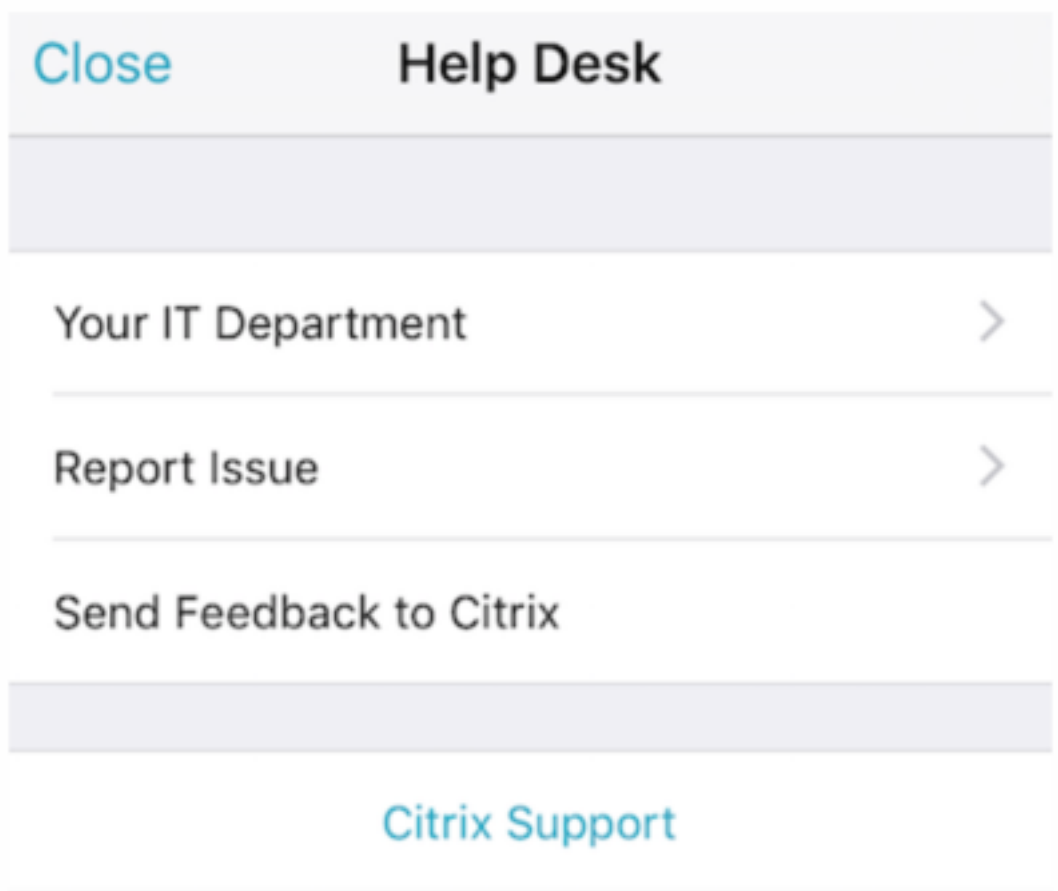 Close
Help Desk
Your IT Department
Report Issue
Send Feedback to Citrix
Citrix Support